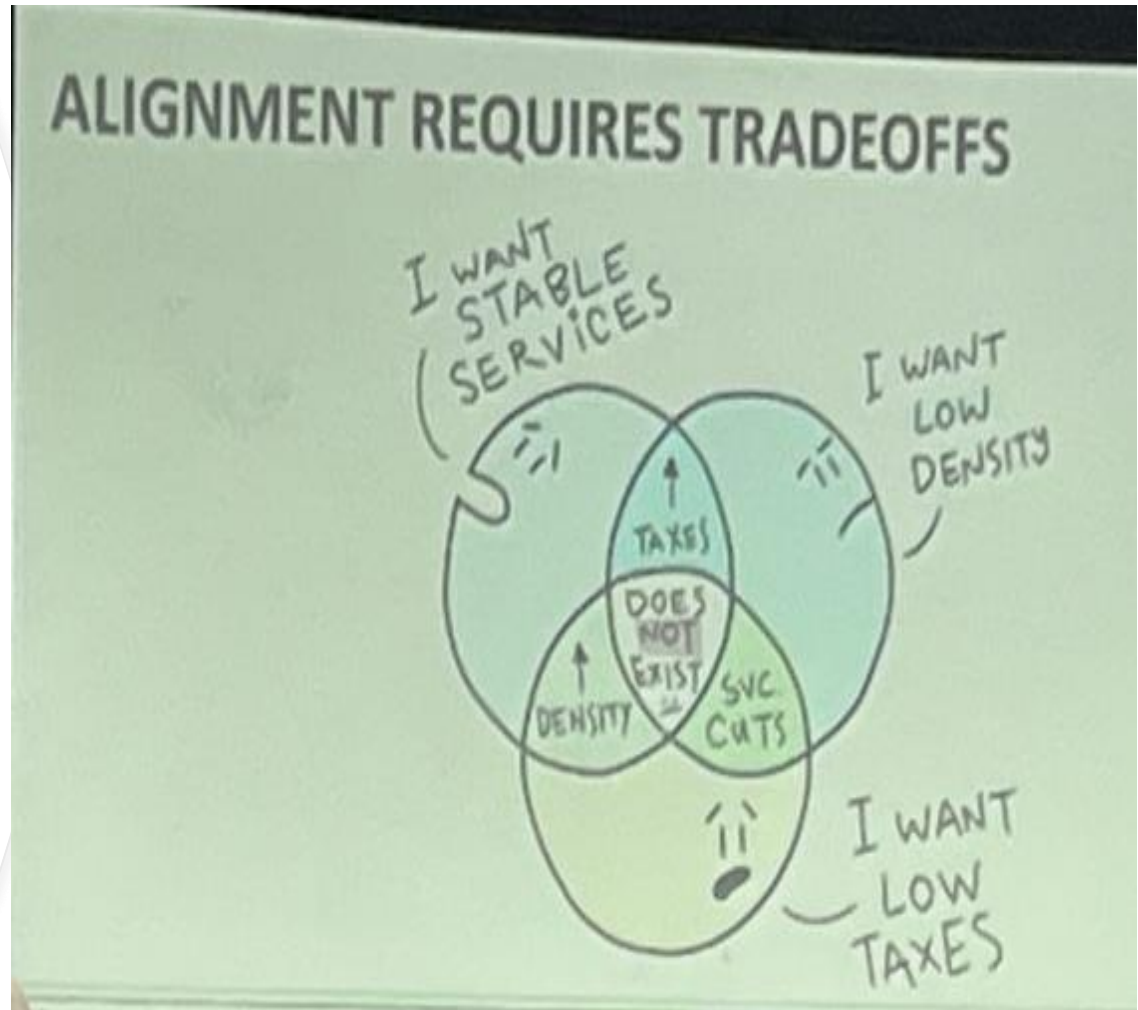 ALIGNMENT REQUIRES TRADEOFFS
I WANT
STABLE
SERVICES
I WANT
LOW
DENSITY
↑
TAXES
DOES
NOT
EXIST
↑
DENSITY
SVC
CUTS
I WANT
LOW
TAXES